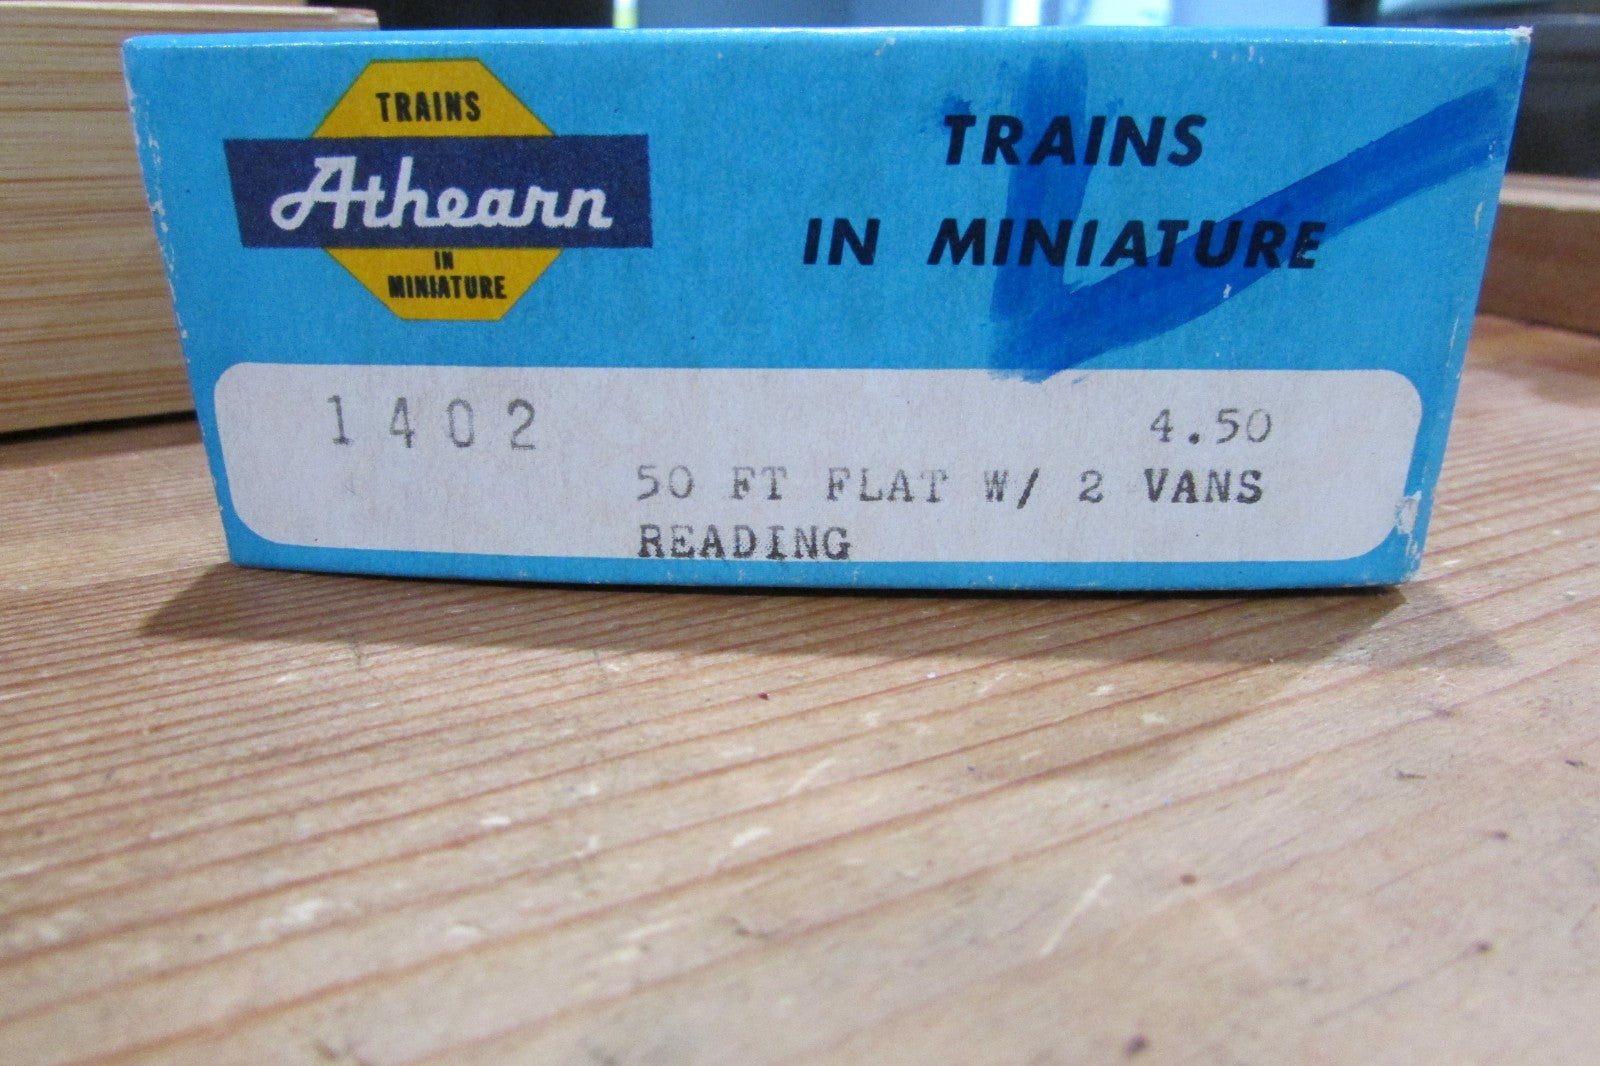 TRAINS
Athearn
IN
MINIATURE
TRAINS
IN MINIATURE
1402
4.50
50 FT FLAT W/ 2 VANS
READING